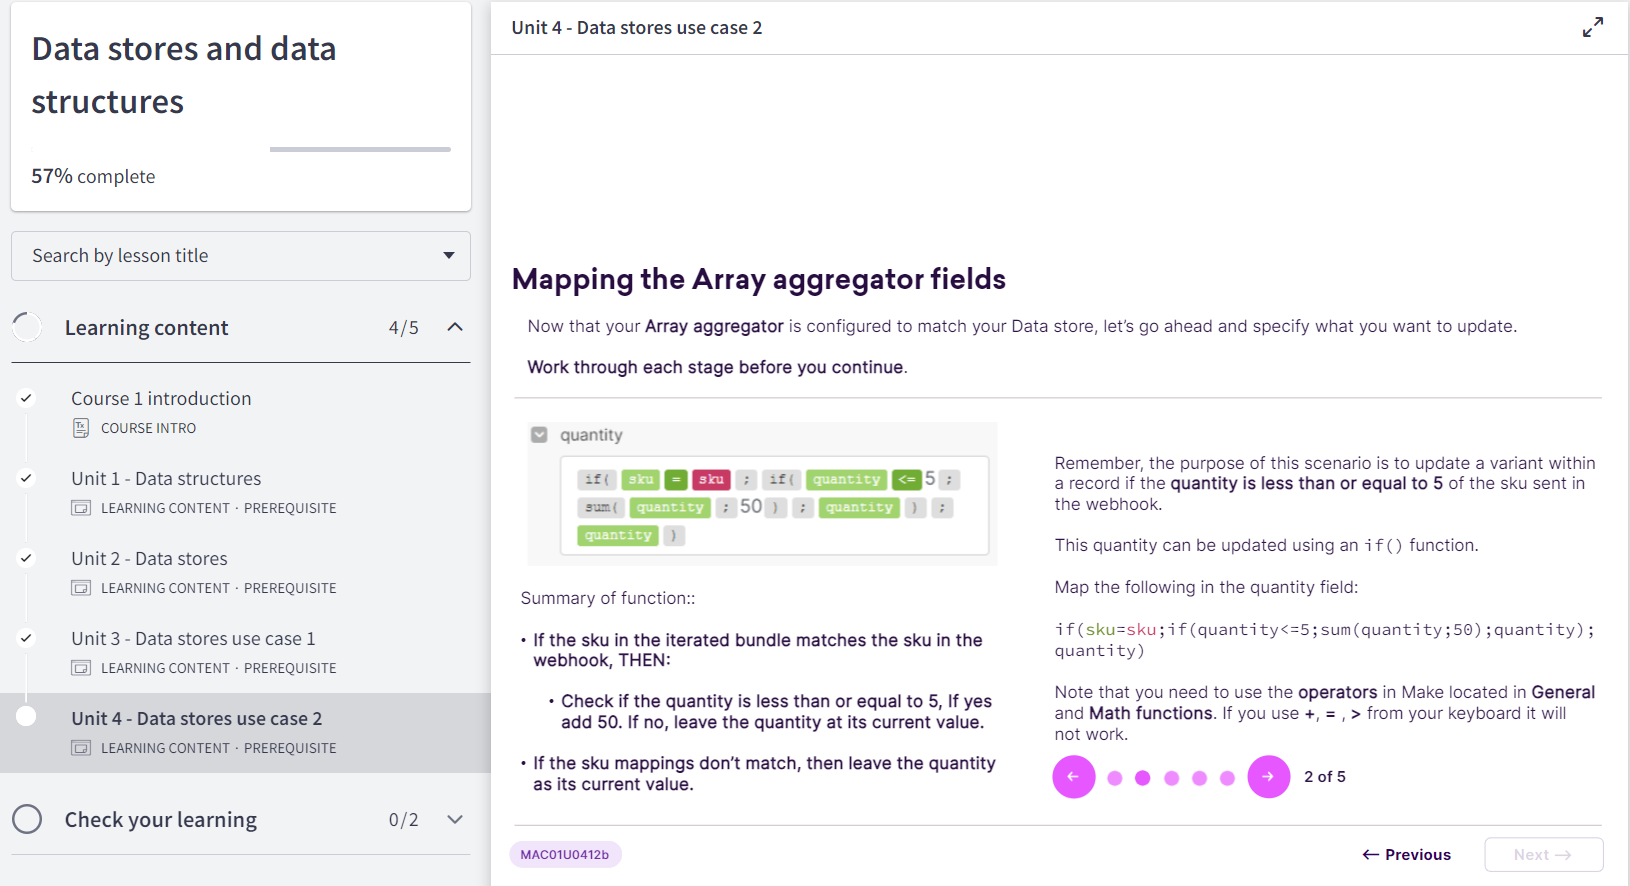 Data stores and data
structures
57% complete
Search by lesson title
Learning content 4/5
Course 1 introduction
COURSE INTRO
Unit 1 - Data structures
LEARNING CONTENT · PREREQUISITE
Unit 2 - Data stores
LEARNING CONTENT · PREREQUISITE
Unit 3 - Data stores use case 1
LEARNING CONTENT · PREREQUISITE
Unit 4 - Data stores use case 2
LEARNING CONTENT · PREREQUISITE
Check your learning 0/2
Unit 4 - Data stores use case 2
Mapping the Array aggregator fields
Now that your Array aggregator is configured to match your Data store, let's go ahead and specify what you want to update.
Work through each stage before you continue.
quantity
if( sku = sku ; if( quantity <= 5 ;
sum( quantity ; 50 ) ; quantity ) ;
quantity )
Summary of function::
• If the sku in the iterated bundle matches the sku in the
webhook, THEN:
• Check if the quantity is less than or equal to 5, If yes
add 50. If no, leave the quantity at its current value.
• If the sku mappings don't match, then leave the quantity
as its current value.
Remember, the purpose of this scenario is to update a variant within
a record if the quantity is less than or equal to 5 of the sku sent in
the webhook.
This quantity can be updated using an if() function.
Map the following in the quantity field:
if(sku=sku;if(quantity<=5;sum(quantity;50);quantity);
quantity)
Note that you need to use the operators in Make located in General
and Math functions. If you use +, = , > from your keyboard it will
not work.
← → 2 of 5
MAC01U0412b
← Previous
Next →